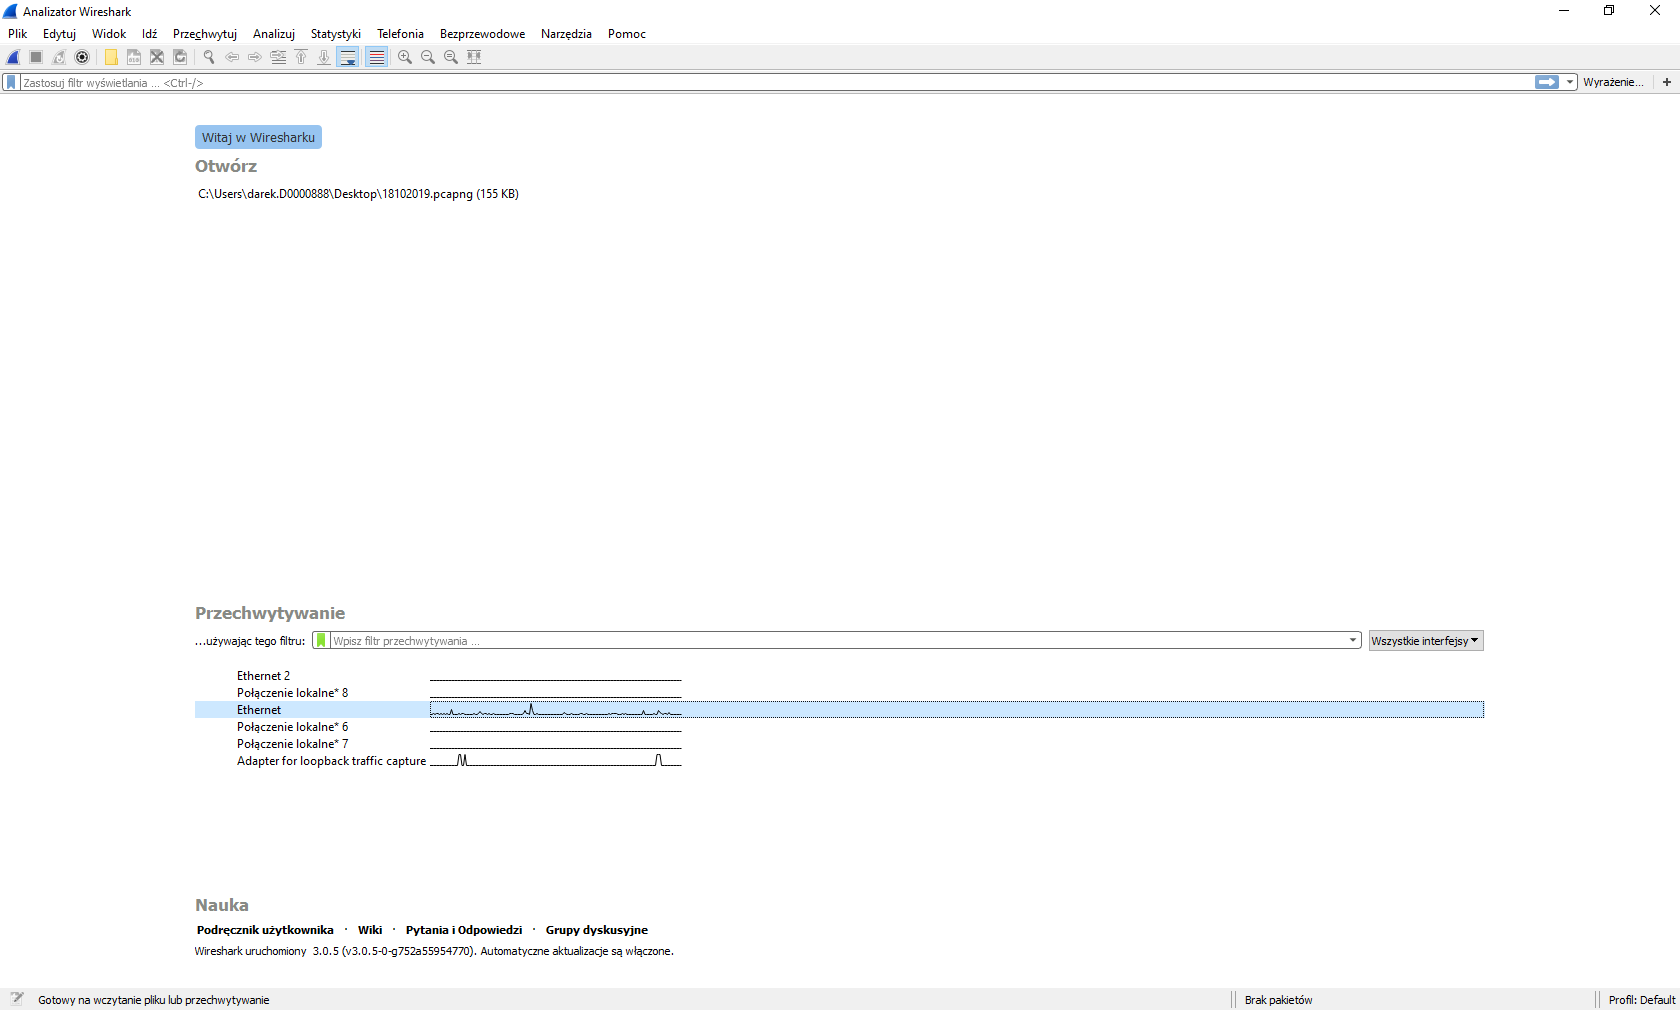 Analizator Wireshark
Plik Edytuj Widok Idź Przechwytuj Analizuj Statystyki Telefonia Bezprzewodowe Narzędzia Pomoc
Zastosuj filtr wyświetlania ... <Ctrl-/> Wyrażenie... +
Witaj w Wiresharku
Otwórz
C:\Users\darek.D0000888\Desktop\18102019.pcapng (155 KB)
Przechwytywanie
...używając tego filtru: Wpisz filtr przechwytywania ... Wszystkie interfejsy
Ethernet 2
Połączenie lokalne* 8
Ethernet
Połączenie lokalne* 6
Połączenie lokalne* 7
Adapter for loopback traffic capture
Nauka
Podręcznik użytkownika · Wiki · Pytania i Odpowiedzi · Grupy dyskusyjne
Wireshark uruchomiony 3.0.5 (v3.0.5-0-g752a55954770). Automatyczne aktualizacje są włączone.
Gotowy na wczytanie pliku lub przechwytywanie Brak pakietów Profil: Default